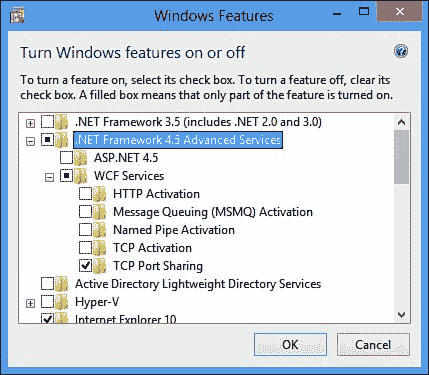 Windows Features
Turn Windows features on or off
To turn a feature on, select its check box. To turn a feature off, clear its
check box. A filled box means that only part of the feature is turned on.
.NET Framework 3.5 (includes .NET 2.0 and 3.0)
.NET Framework 4.5 Advanced Services
ASP.NET 4.5
WCF Services
HTTP Activation
Message Queuing (MSMQ) Activation
Named Pipe Activation
TCP Activation
TCP Port Sharing
Active Directory Lightweight Directory Services
Hyper-V
Internet Explorer 10
OK
Cancel